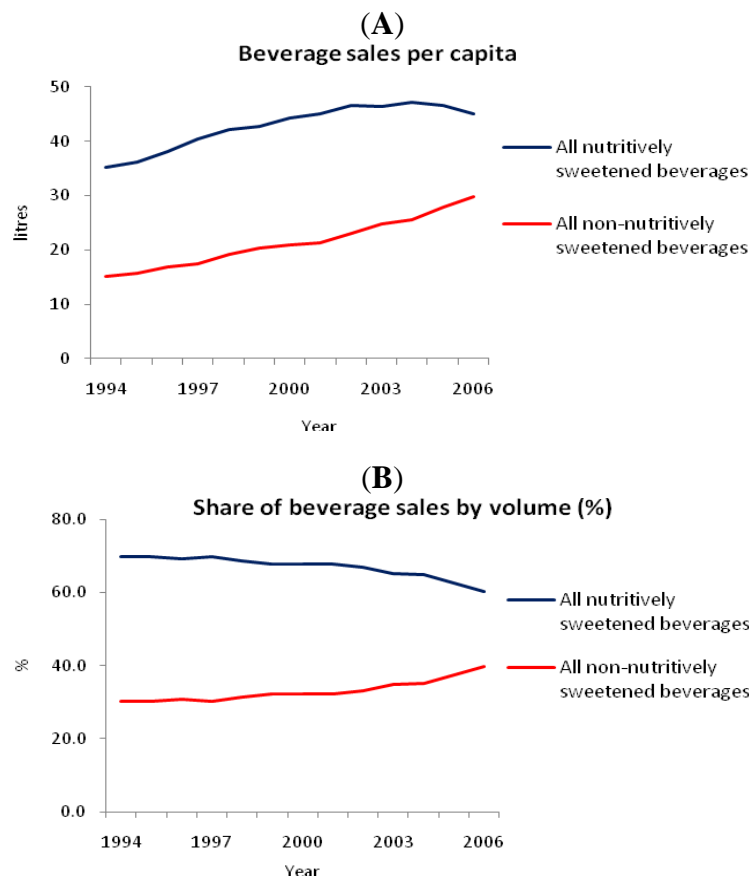 (A)
Beverage sales per capita
50
40
30
20
10
0
litres
1994
1997
2000
2003
2006
Year
All nutritively
sweetened beverages
All non-nutritively
sweetened beverages
(B)
Share of beverage sales by volume (%)
80.0
60.0
40.0
20.0
0.0
%
1994
1997
2000
2003
2006
Year
All nutritively
sweetened beverages
All non-nutritively
sweetened beverages